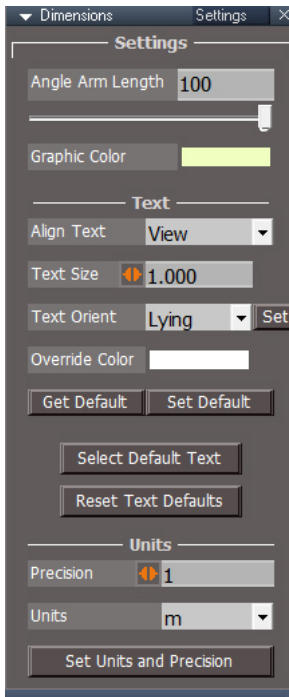 Dimensions Settings
Settings
Angle Arm Length 100
Graphic Color
Text
Align Text View
Text Size 1.000
Text Orient Lying Set
Override Color
Get Default Set Default
Select Default Text
Reset Text Defaults
Units
Precision 1
Units m
Set Units and Precision